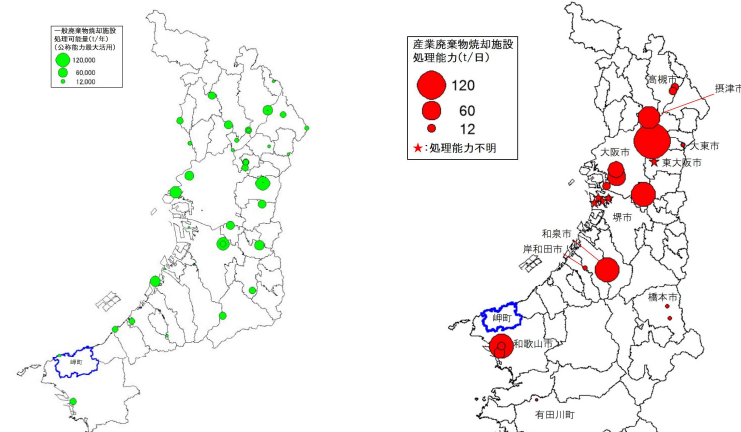 一般廃棄物焼却施設
処理可能量(t/年)
(公称能力最大活用)
120,000
60,000
12,000
岬町
産業廃棄物焼却施設
処理能力(t/日)
120
60
12
★:処理能力不明
高槻市
摂津市
大東市
大阪市
東大阪市
堺市
和泉市
岸和田市
橋本市
岬町
和歌山市
有田川町